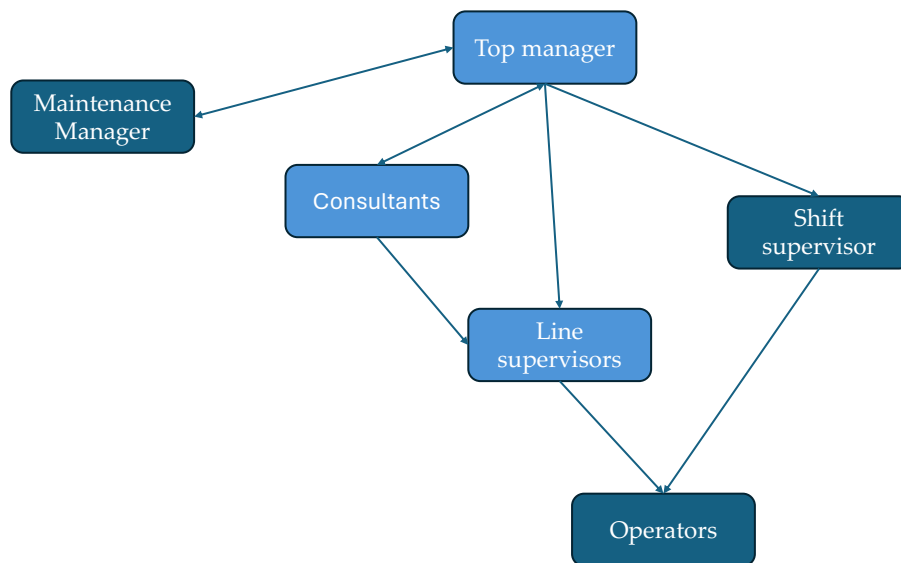 Top manager
Maintenance
Manager
Consultants
Shift
supervisor
Line
supervisors
Operators